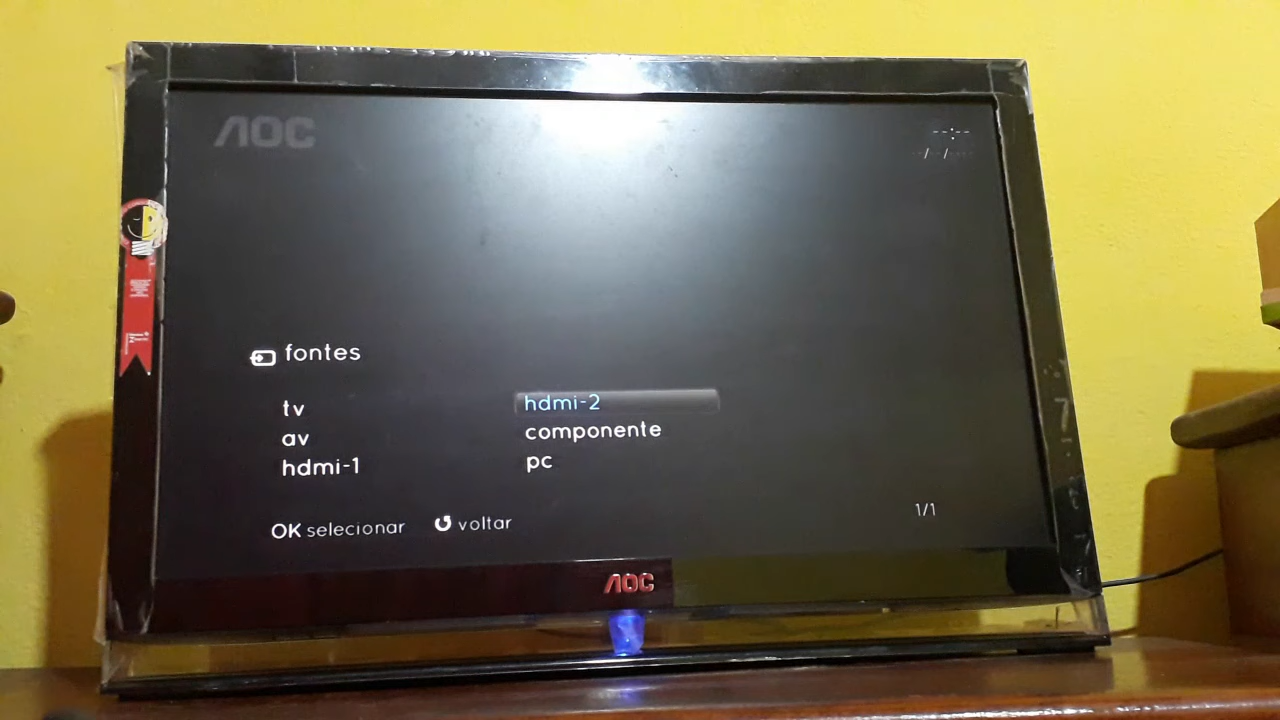 AOC
--:--
--/--/----
fontes
tv
av
hdmi-1
hdmi-2
componente
pc
OK selecionar
voltar
1/1
AOC